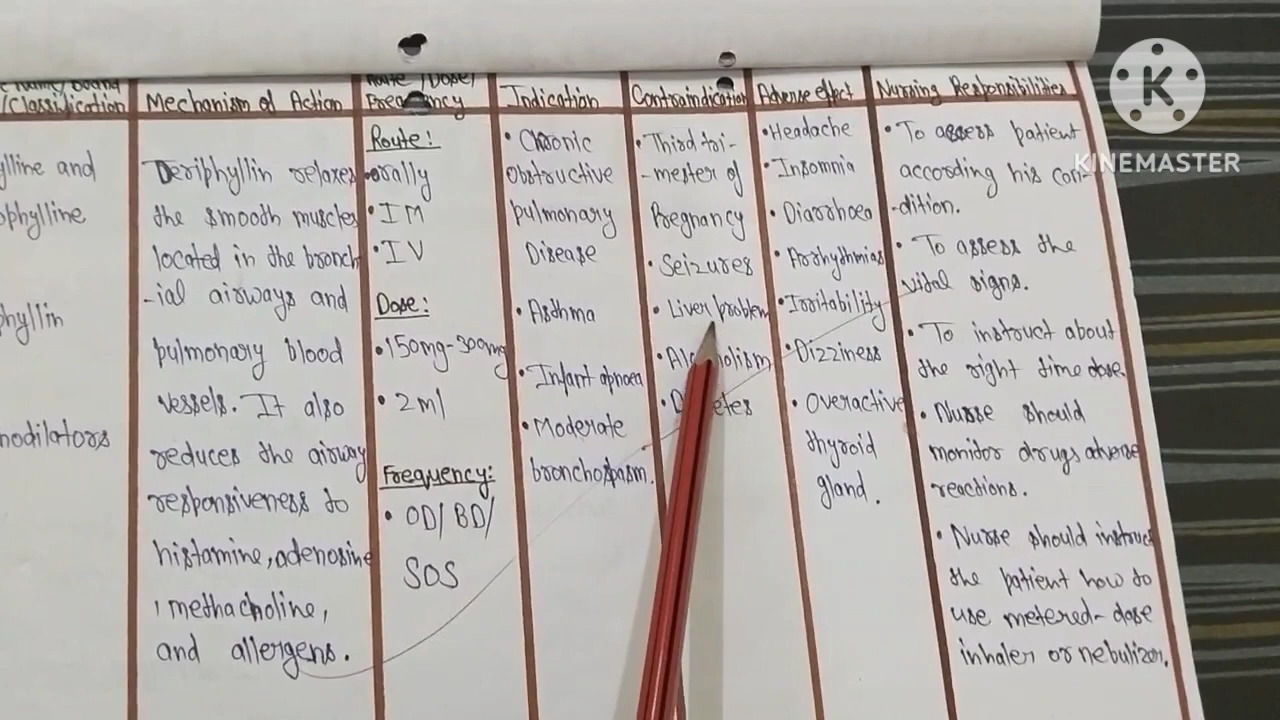 /Classification
ylline and
ophylline
hyllin
nodilators
Mechanism of Action
Deriphyllin relaxes
the smooth muscles
located in the bronch
-ial airways and
pulmonary blood
vessels. It also
reduces the airway
responsiveness to
histamine, adenosine
, methacholine,
and allergens.
Route /Dose/
Frequency
Route:
• orally
• IM
• IV
Dose:
• 150mg-300mg
• 2ml
Frequency:
• OD/BD/
SOS
Indication
• Chronic
obstructive
pulmonary
Disease
• Asthma
• Infant apnoea
• Moderate
bronchospasm.
Contraindication
• Third tri-
-mester of
Pregnancy
• Seizures
• Liver problem
Adverse effect
• Headache
• Insomnia
• Diarrhoea
• Arrhythmias
• Irritability
• Dizziness
• Overactive
thyroid
gland.
Nursing Responsibilities
• To assess patient
according his con-
-dition.
• To assess the
vital signs.
• To instruct about
the right time dose.
• Nurse should
monitor drugs adverse
reactions.
• Nurse should instruct
the patient how to
use metered-dose
inhaler or nebulizer.
K
KINEMASTER